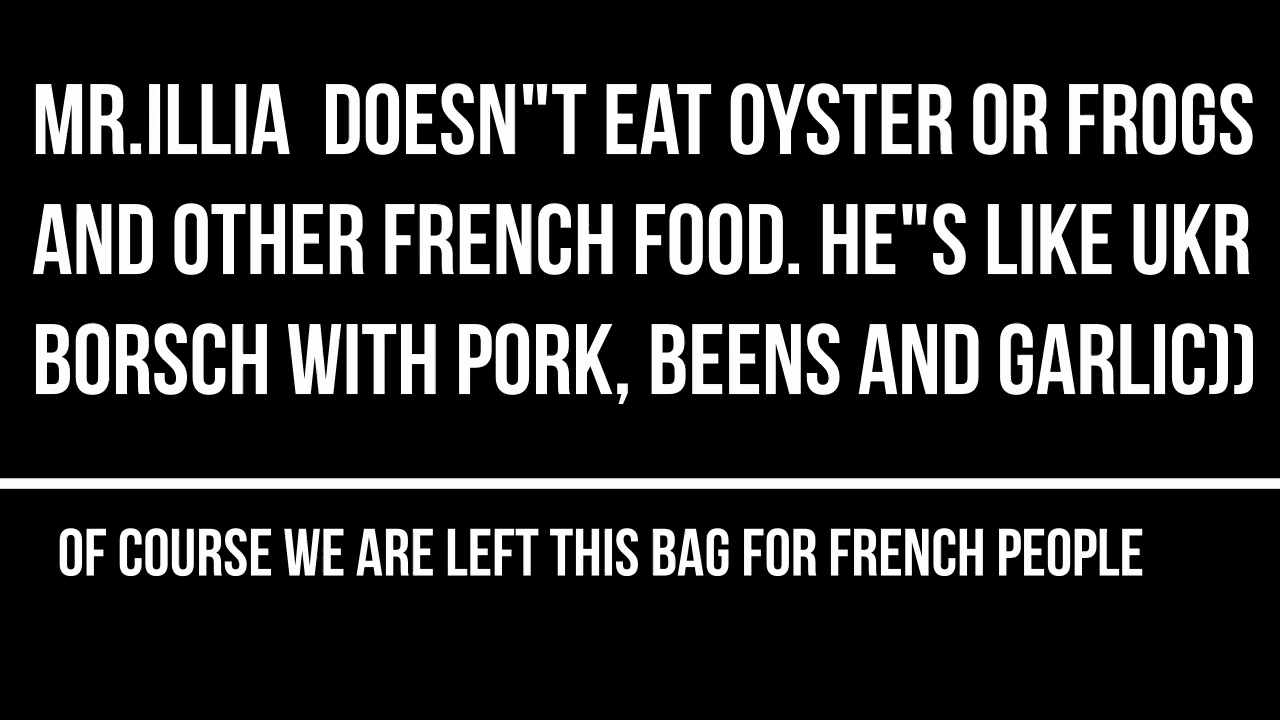 MR.ILLIA  DOESN"T EAT OYSTER OR FROGS
AND OTHER FRENCH FOOD. HE"S LIKE UKR
BORSCH WITH PORK, BEENS AND GARLIC))
OF COURSE WE ARE LEFT THIS BAG FOR FRENCH PEOPLE